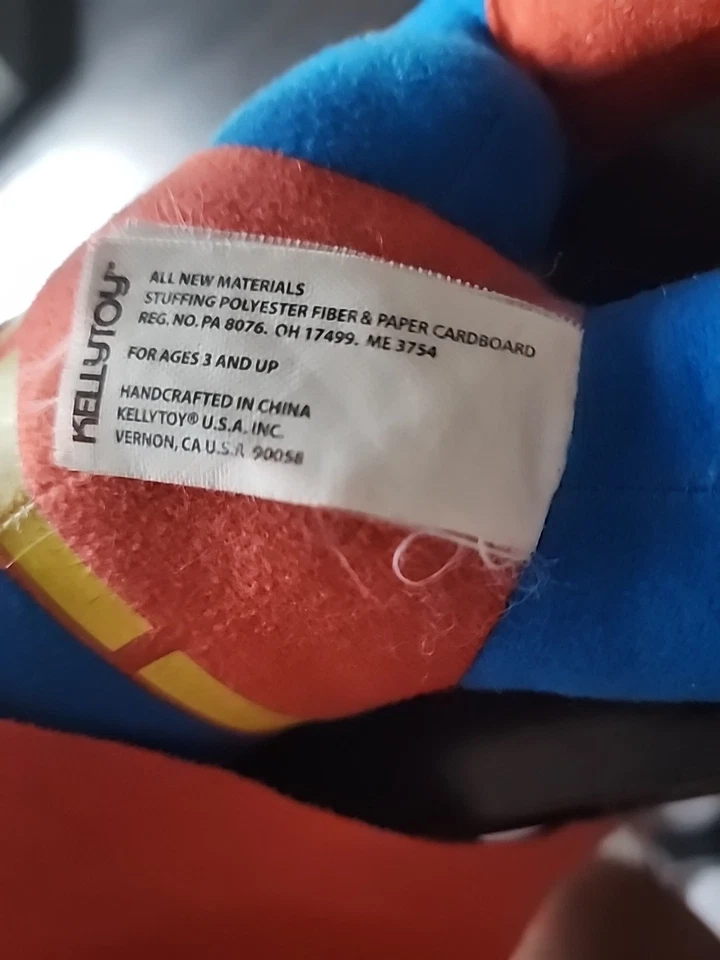 KELLYTOY™
ALL NEW MATERIALS
STUFFING POLYESTER FIBER & PAPER CARDBOARD
REG. NO. PA 8076. OH 17499. ME 3754
FOR AGES 3 AND UP
HANDCRAFTED IN CHINA
KELLYTOY® U.S.A. INC.
VERNON, CA U.S.A 90058